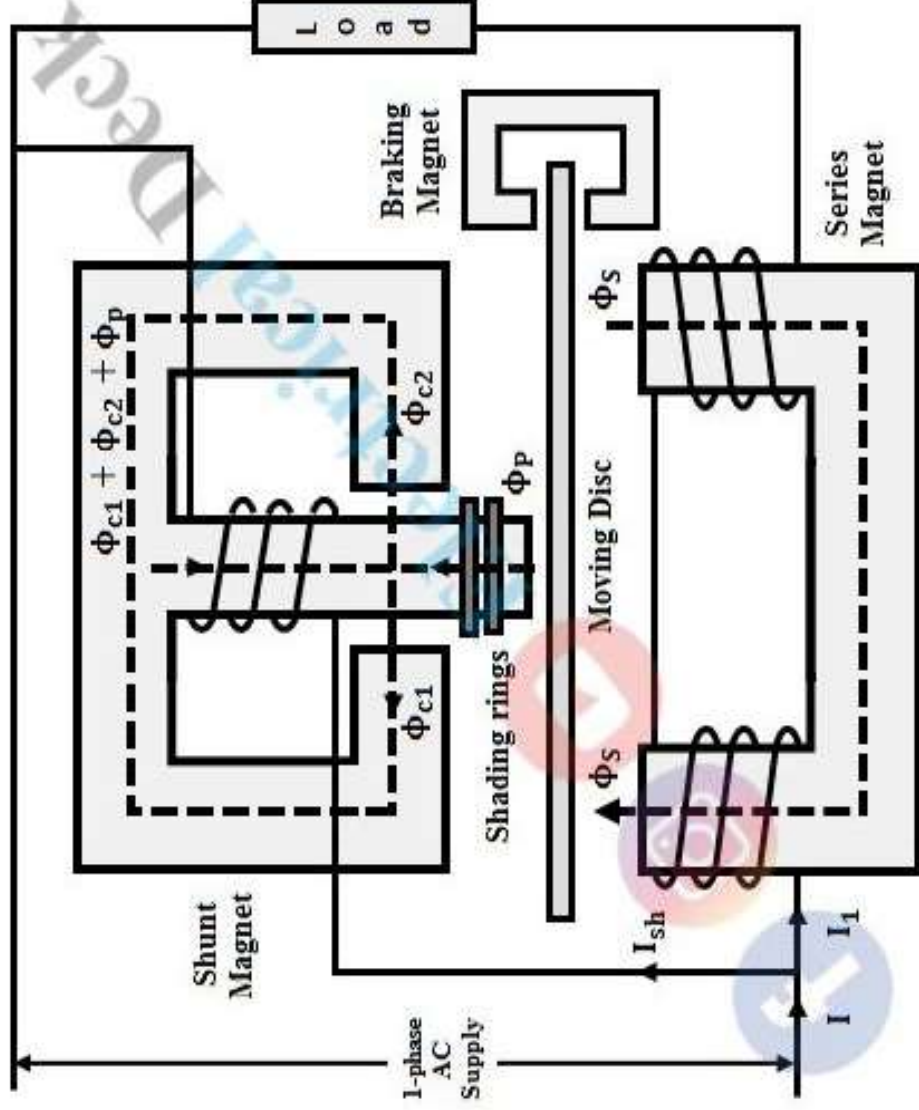 Load
Braking
Magnet
Series
Magnet
Φc1 + Φc2 + Φp
Φc2
Φp
Φs
Moving Disc
Φc1
Shading rings
Φs
Shunt
Magnet
Ish
I1
I
1-phase
AC
Supply